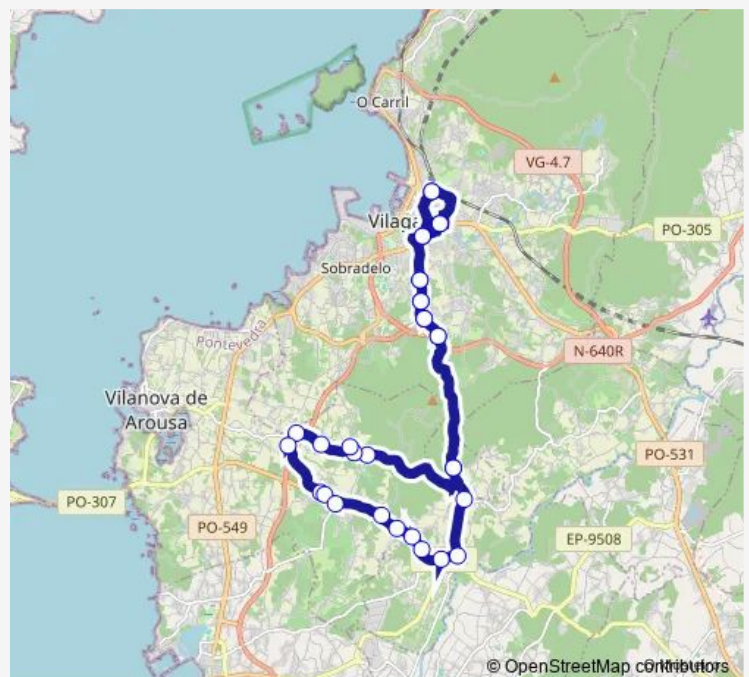 O Carril
VG-4.7
Vilaga
PO-305
Sobradelo
Pontevedra
N-640R
Vilanova de
Arousa
PO-531
PO-307
PO-549
EP-9508
© OpenStreetMap contributors